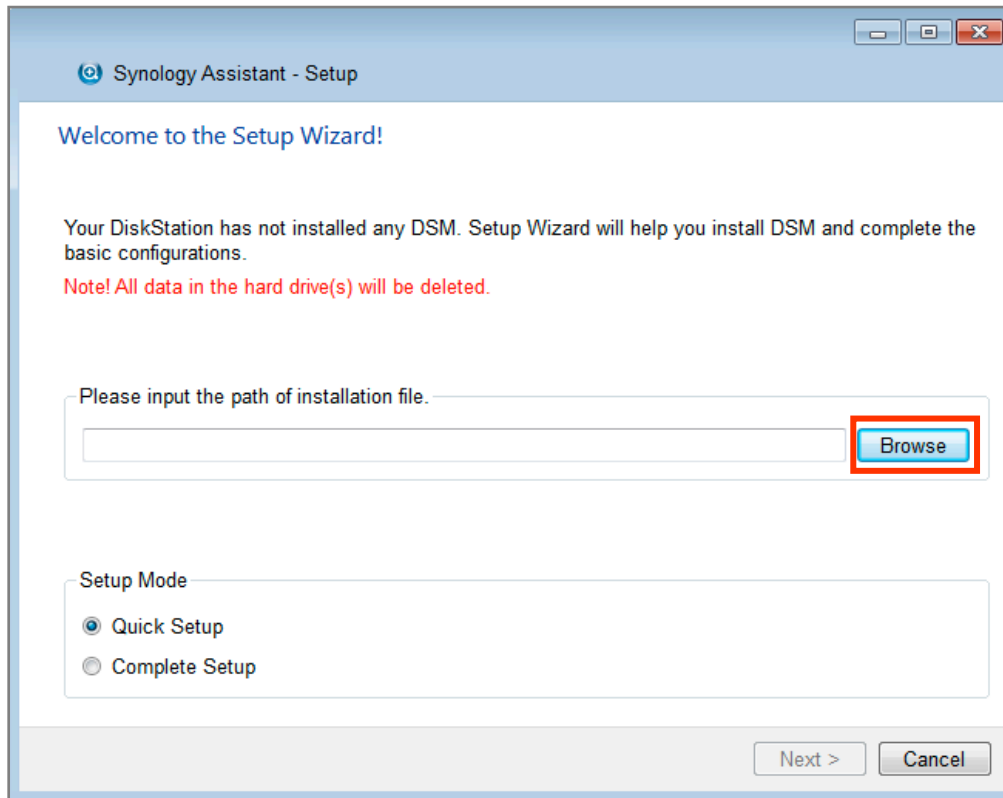 Synology Assistant - Setup
Welcome to the Setup Wizard!
Your DiskStation has not installed any DSM. Setup Wizard will help you install DSM and complete the
basic configurations.
Note! All data in the hard drive(s) will be deleted.
Please input the path of installation file.
Browse
Setup Mode
Quick Setup
Complete Setup
Next >
Cancel